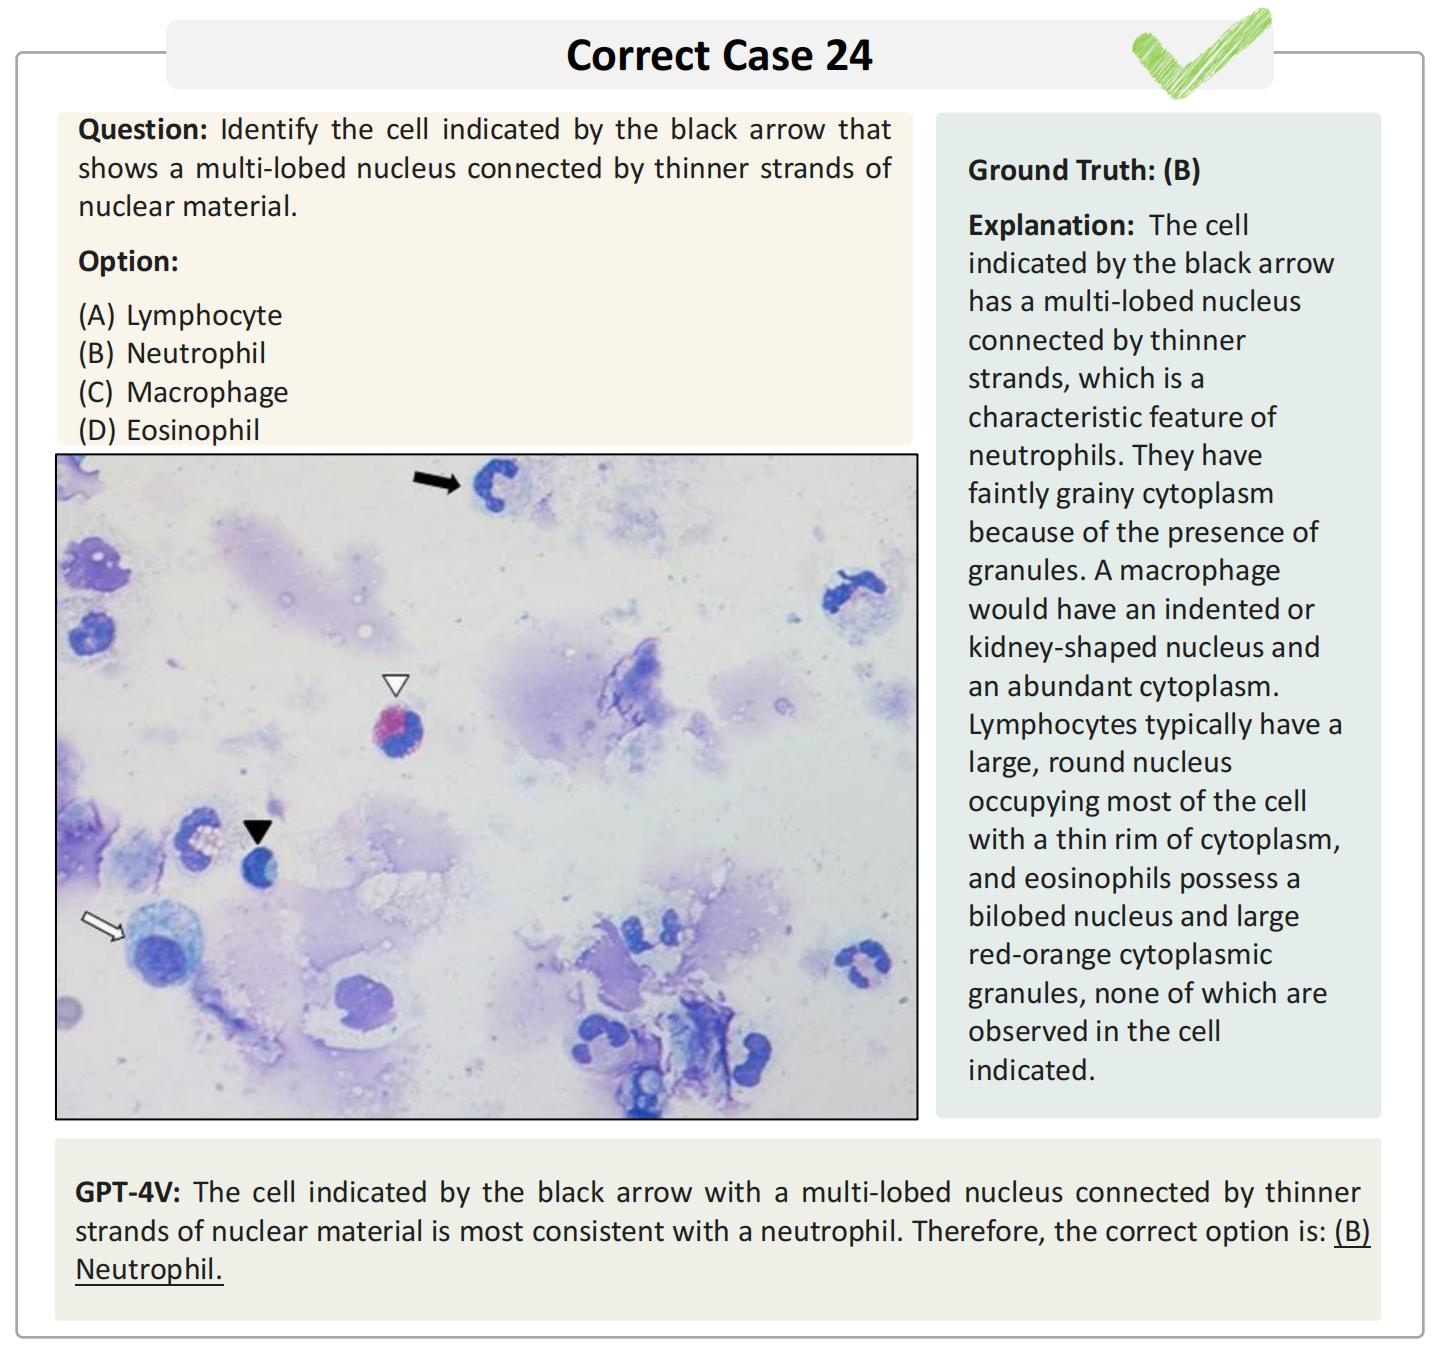 Correct Case 24
Question: Identify the cell indicated by the black arrow that
shows a multi-lobed nucleus connected by thinner strands of
nuclear material.
Option:
(A) Lymphocyte
(B) Neutrophil
(C) Macrophage
(D) Eosinophil
Ground Truth: (B)
Explanation: The cell
indicated by the black arrow
has a multi-lobed nucleus
connected by thinner
strands, which is a
characteristic feature of
neutrophils. They have
faintly grainy cytoplasm
because of the presence of
granules. A macrophage
would have an indented or
kidney-shaped nucleus and
an abundant cytoplasm.
Lymphocytes typically have a
large, round nucleus
occupying most of the cell
with a thin rim of cytoplasm,
and eosinophils possess a
bilobed nucleus and large
red-orange cytoplasmic
granules, none of which are
observed in the cell
indicated.
GPT-4V: The cell indicated by the black arrow with a multi-lobed nucleus connected by thinner
strands of nuclear material is most consistent with a neutrophil. Therefore, the correct option is: (B)
Neutrophil.